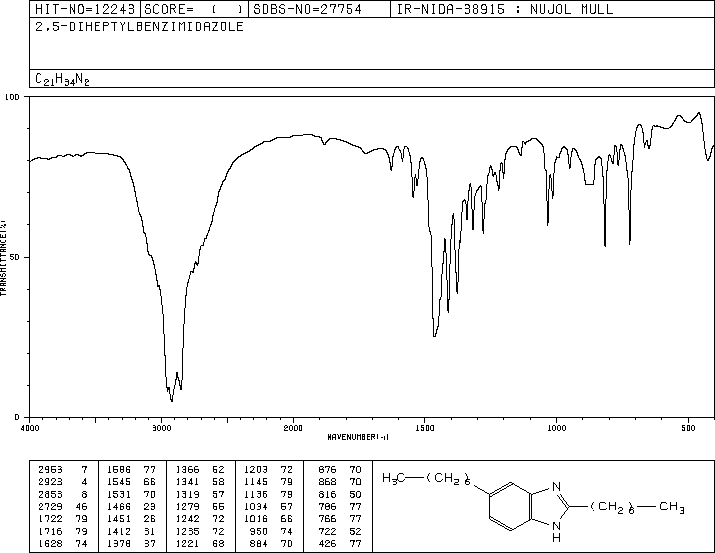 HIT-NO=12243 SCORE= ( ) SDBS-NO=27754 IR-NIDA-38915 : NUJOL MULL
2,5-DIHEPTYLBENZIMIDAZOLE
C21H34N2
100
50
0
TRANSMITTANCE(%)
4000 3000 2000 1500 1000 500
WAVENUMBER(-1)
2953 7 1586 77 1366 62 1203 72 876 70
2923 4 1545 66 1341 58 1145 79 868 70
2853 8 1531 70 1319 57 1136 79 816 50
2729 46 1466 23 1279 55 1034 57 786 77
1722 79 1451 26 1242 72 1016 66 766 77
1716 79 1412 31 1235 72 950 74 722 52
1628 74 1378 37 1221 68 884 70 426 77
H3C (CH2)6
N
(CH2)6 CH3
N
H